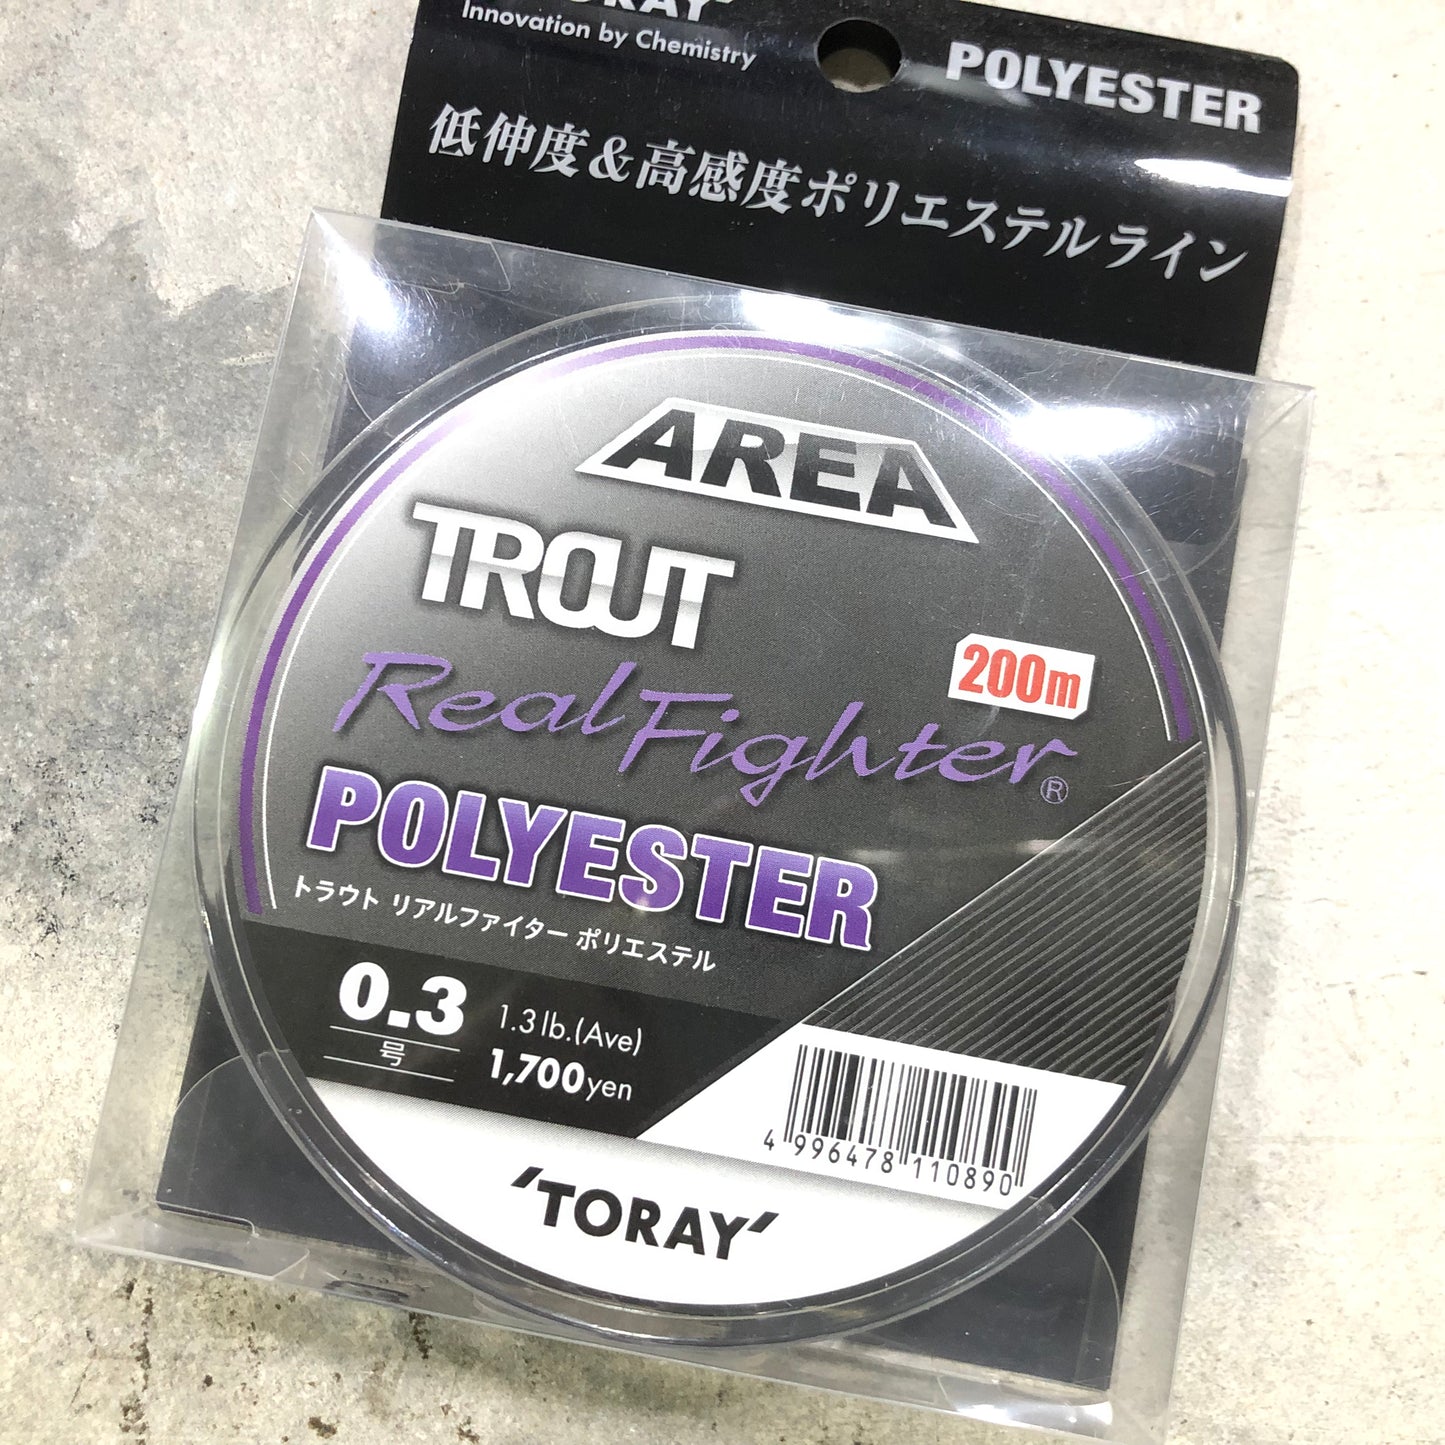 TORAY
Innovation by Chemistry
POLYESTER
低伸度&高感度ポリエステルライン
AREA
TROUT
200m
Real Fighter®
POLYESTER
トラウト リアルファイター ポリエステル
0.3
号
1.3 lb.(Ave)
1,700yen
4 996478 110890
'TORAY'